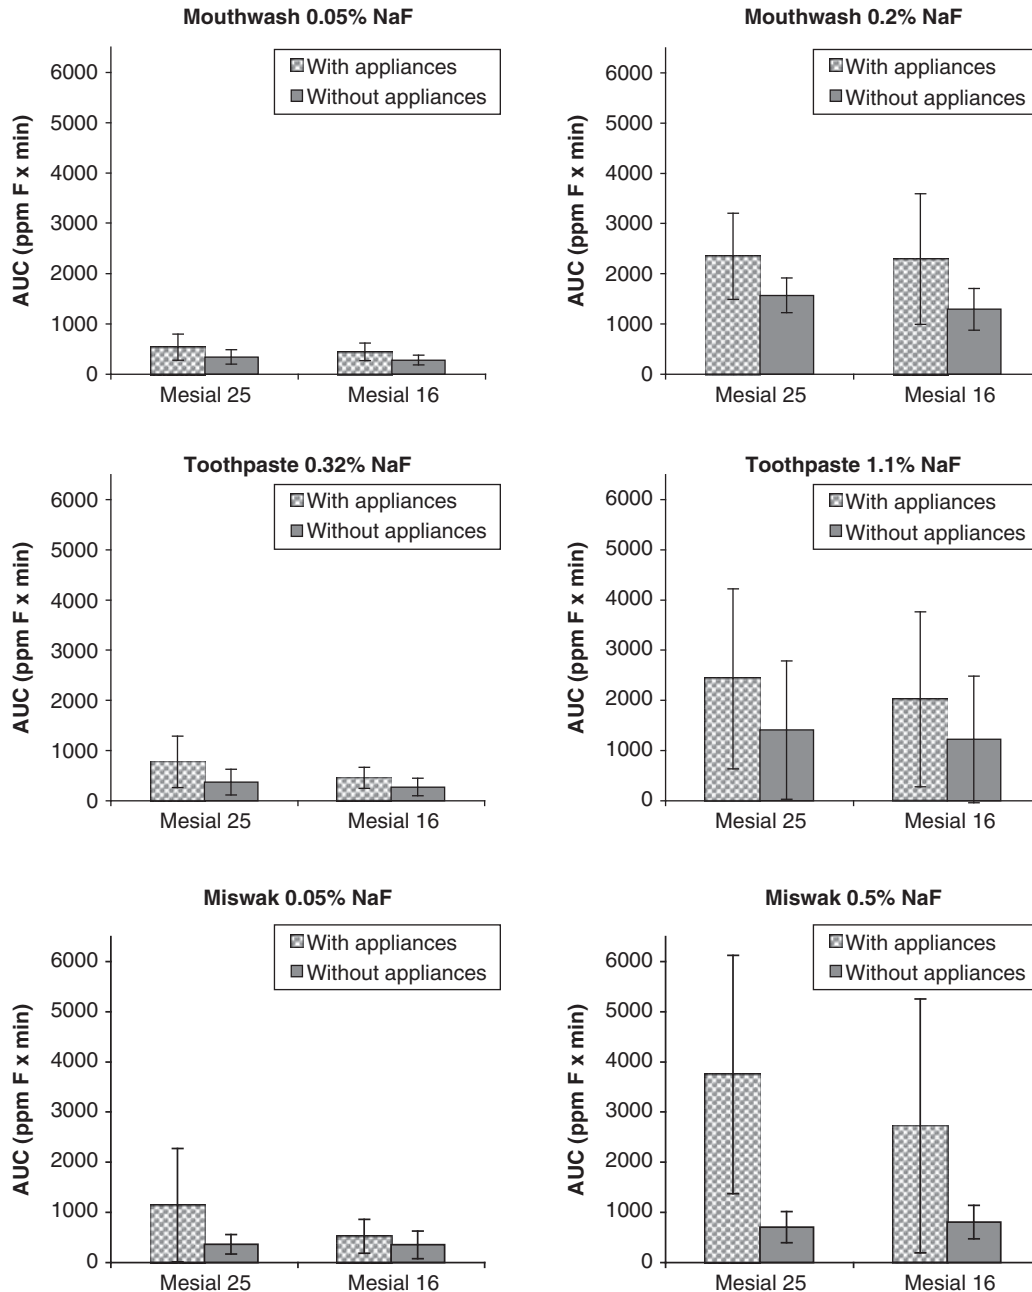 Mouthwash 0.05% NaF
AUC (ppm F x min)
6000
5000
4000
3000
2000
1000
0
With appliances
Without appliances
Mesial 25
Mesial 16
Mouthwash 0.2% NaF
AUC (ppm F x min)
6000
5000
4000
3000
2000
1000
0
With appliances
Without appliances
Mesial 25
Mesial 16
Toothpaste 0.32% NaF
AUC (ppm F x min)
6000
5000
4000
3000
2000
1000
0
With appliances
Without appliances
Mesial 25
Mesial 16
Toothpaste 1.1% NaF
AUC (ppm F x min)
6000
5000
4000
3000
2000
1000
0
With appliances
Without appliances
Mesial 25
Mesial 16
Miswak 0.05% NaF
AUC (ppm F x min)
6000
5000
4000
3000
2000
1000
0
With appliances
Without appliances
Mesial 25
Mesial 16
Miswak 0.5% NaF
AUC (ppm F x min)
6000
5000
4000
3000
2000
1000
0
With appliances
Without appliances
Mesial 25
Mesial 16